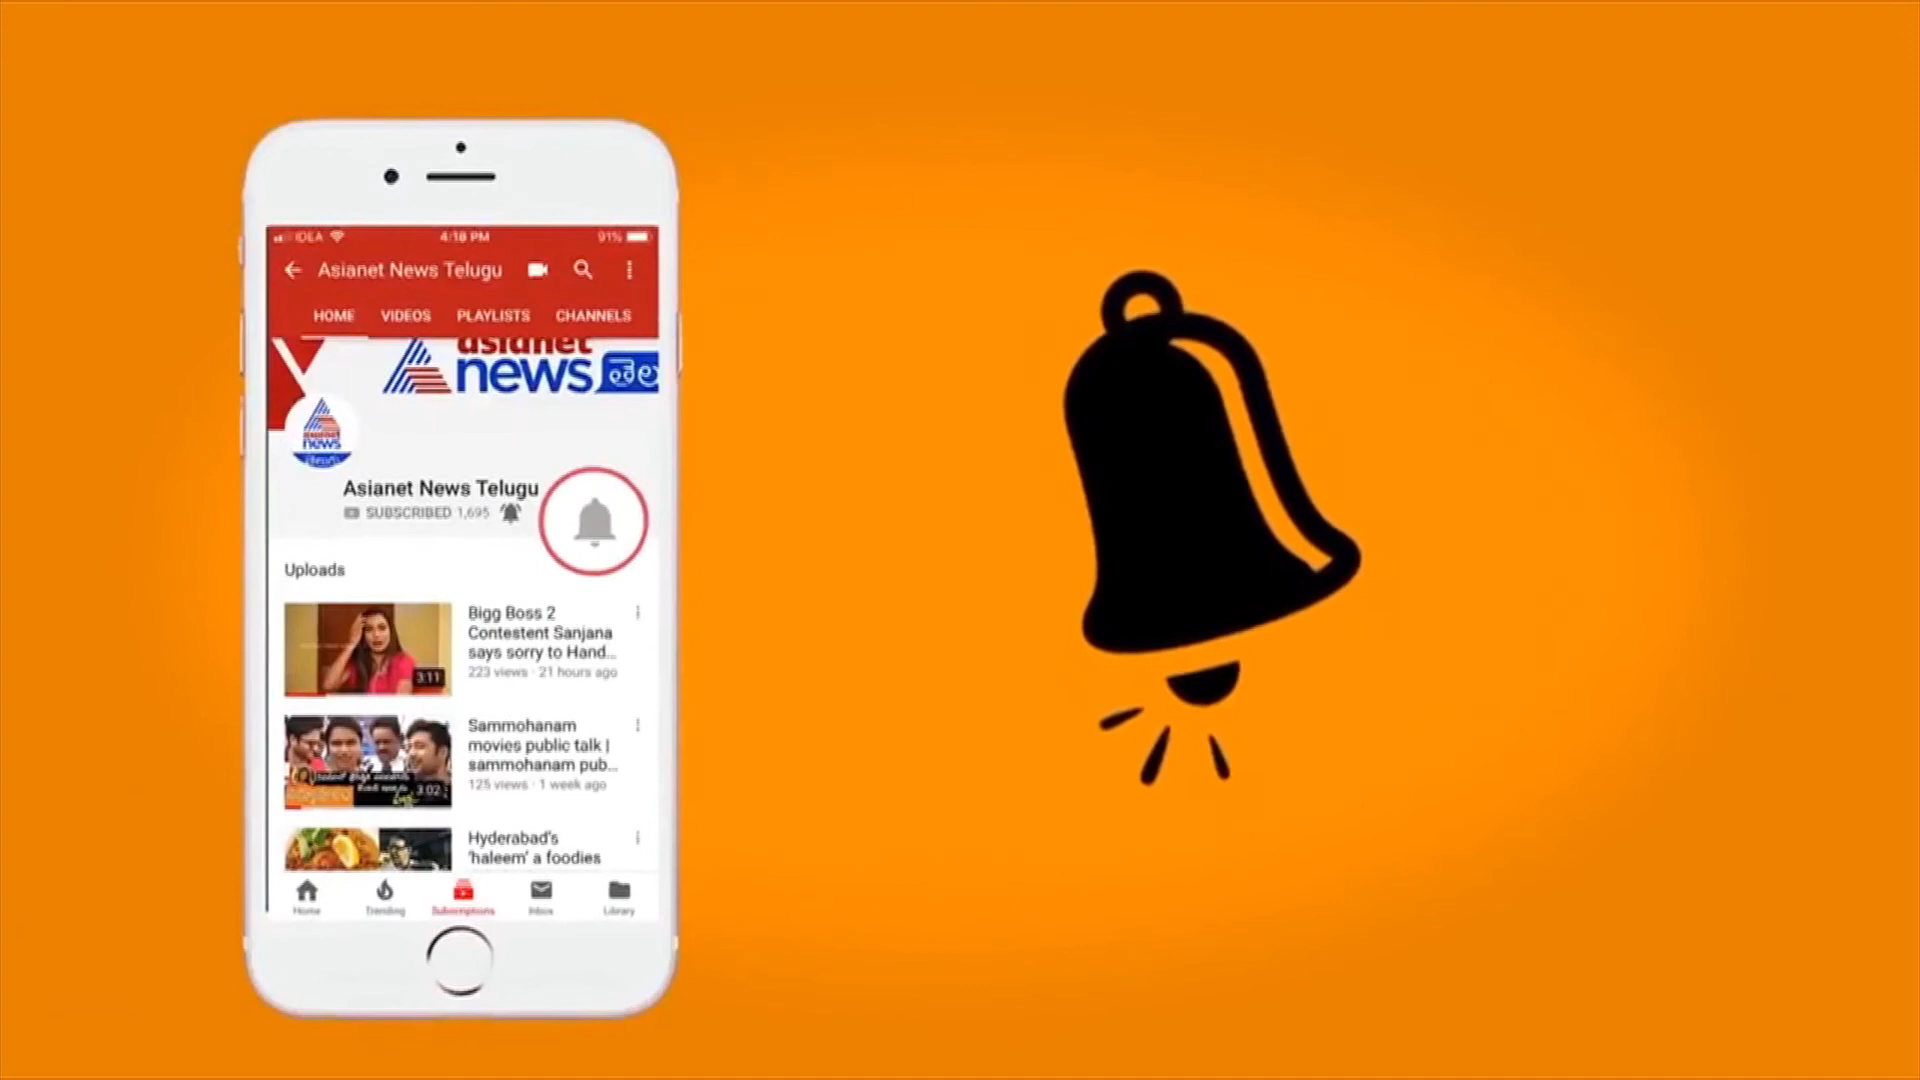 IDEA
4:18 PM
91%
Asianet News Telugu
HOME VIDEOS PLAYLISTS CHANNELS
asianet
news తెలు
asianet
news
Asianet News Telugu
SUBSCRIBED 1,695
Uploads
Bigg Boss 2
Contestent Sanjana
says sorry to Hand...
223 views · 21 hours ago
3:11
Sammohanam
movies public talk |
sammohanam pub...
125 views · 1 week ago
3:02
Hyderabad's
'haleem' a foodies
Home Trending Subscriptions Inbox Library